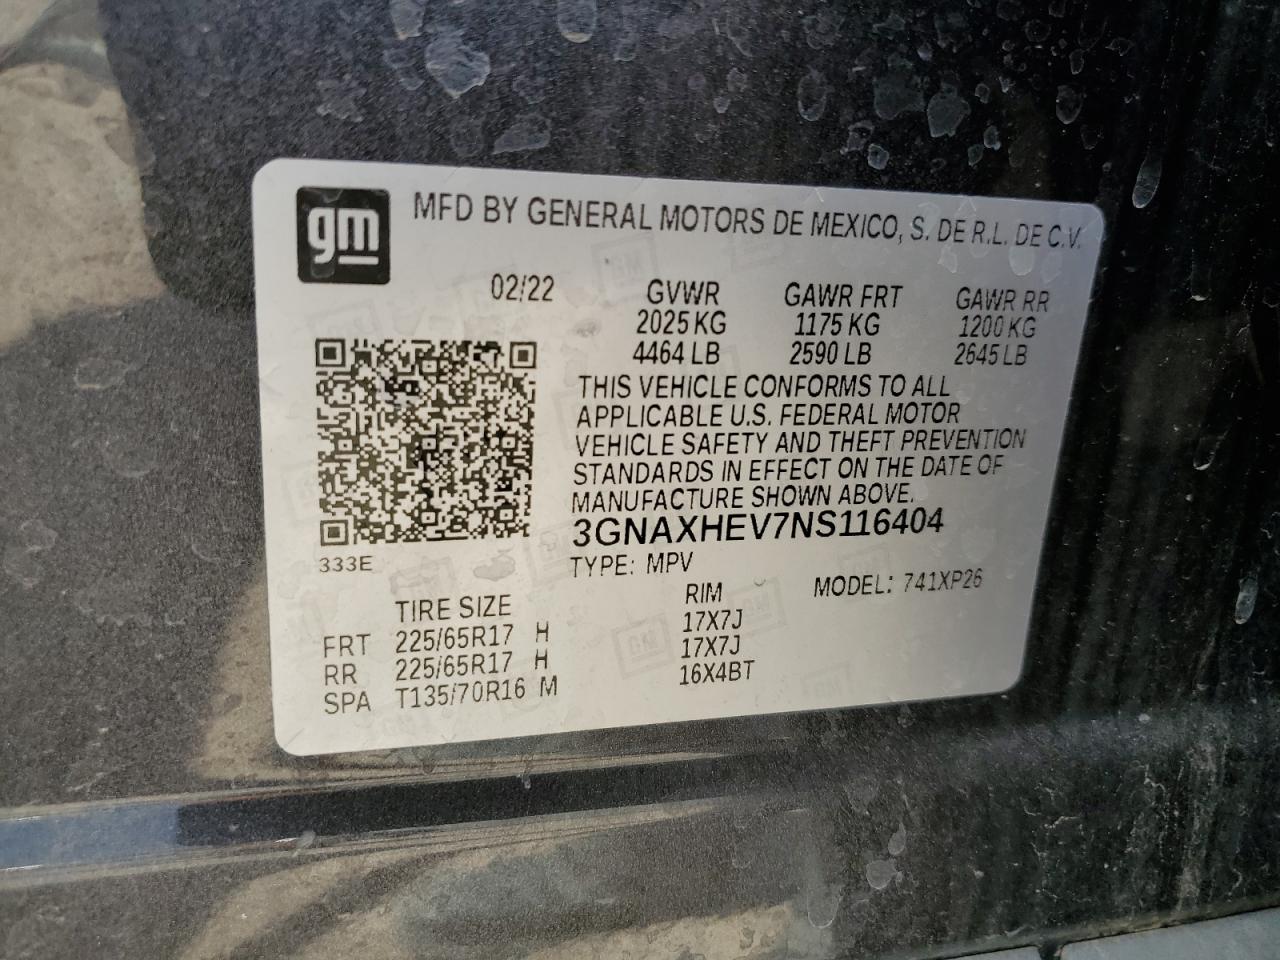 gm
MFD BY GENERAL MOTORS DE MEXICO, S. DE R.L. DE C.V.
02/22 GVWR GAWR FRT GAWR RR
2025 KG 1175 KG 1200 KG
4464 LB 2590 LB 2645 LB
THIS VEHICLE CONFORMS TO ALL
APPLICABLE U.S. FEDERAL MOTOR
VEHICLE SAFETY AND THEFT PREVENTION
STANDARDS IN EFFECT ON THE DATE OF
MANUFACTURE SHOWN ABOVE.
3GNAXHEV7NS116404
333E
TYPE: MPV
MODEL: 741XP26
TIRE SIZE RIM
FRT 225/65R17 H 17X7J
RR 225/65R17 H 17X7J
SPA T135/70R16 M 16X4BT